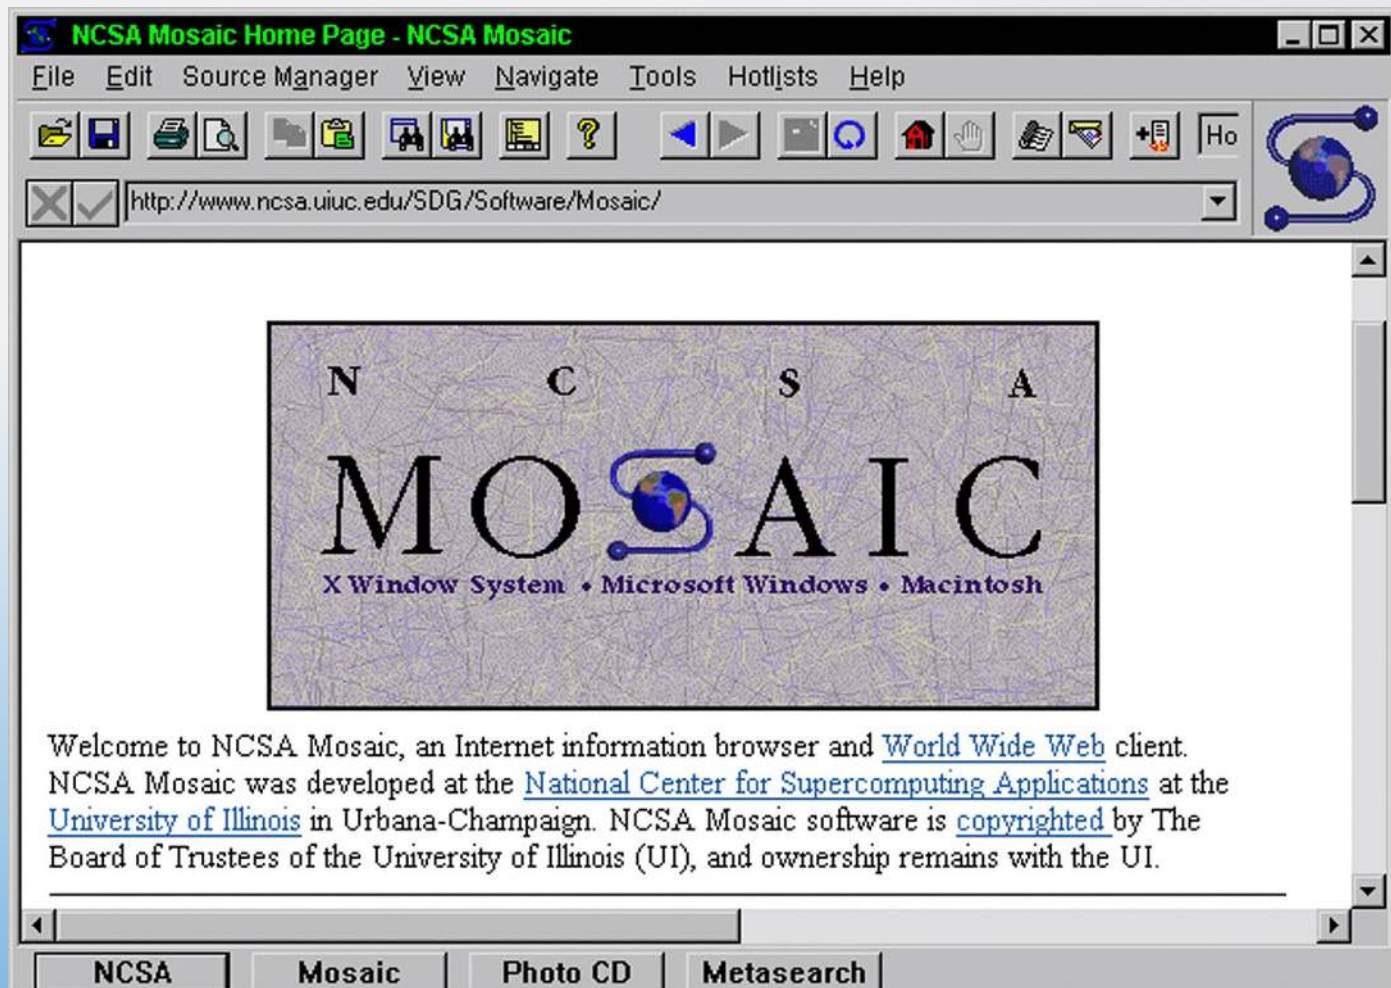 NCSA Mosaic Home Page - NCSA Mosaic
File Edit Source Manager View Navigate Tools Hotlists Help
Ho
http://www.ncsa.uiuc.edu/SDG/Software/Mosaic/
N C S A
MOSAIC
X Window System • Microsoft Windows • Macintosh
Welcome to NCSA Mosaic, an Internet information browser and World Wide Web client.
NCSA Mosaic was developed at the National Center for Supercomputing Applications at the
University of Illinois in Urbana-Champaign. NCSA Mosaic software is copyrighted by The
Board of Trustees of the University of Illinois (UI), and ownership remains with the UI.
NCSA Mosaic Photo CD Metasearch